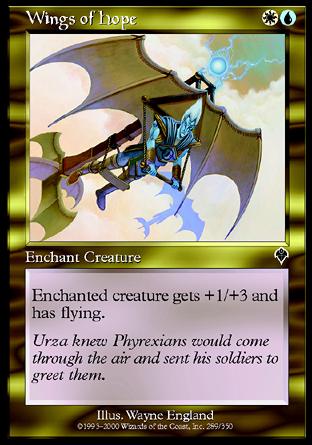 Wings of Hope
Enchant Creature
Enchanted creature gets +1/+3 and
has flying.
Urza knew Phyrexians would come
through the air and sent his soldiers to
greet them.
Illus. Wayne England
©1993-2000 Wizards of the Coast, Inc. 289/350